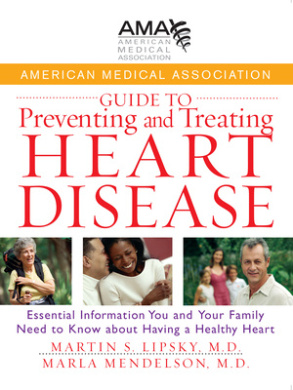 AMA
AMERICAN
MEDICAL
ASSOCIATION
AMERICAN MEDICAL ASSOCIATION
GUIDE TO
Preventing and Treating
HEART
DISEASE
Essential Information You and Your Family
Need to Know about Having a Healthy Heart
MARTIN S. LIPSKY, M.D.
MARLA MENDELSON, M.D.